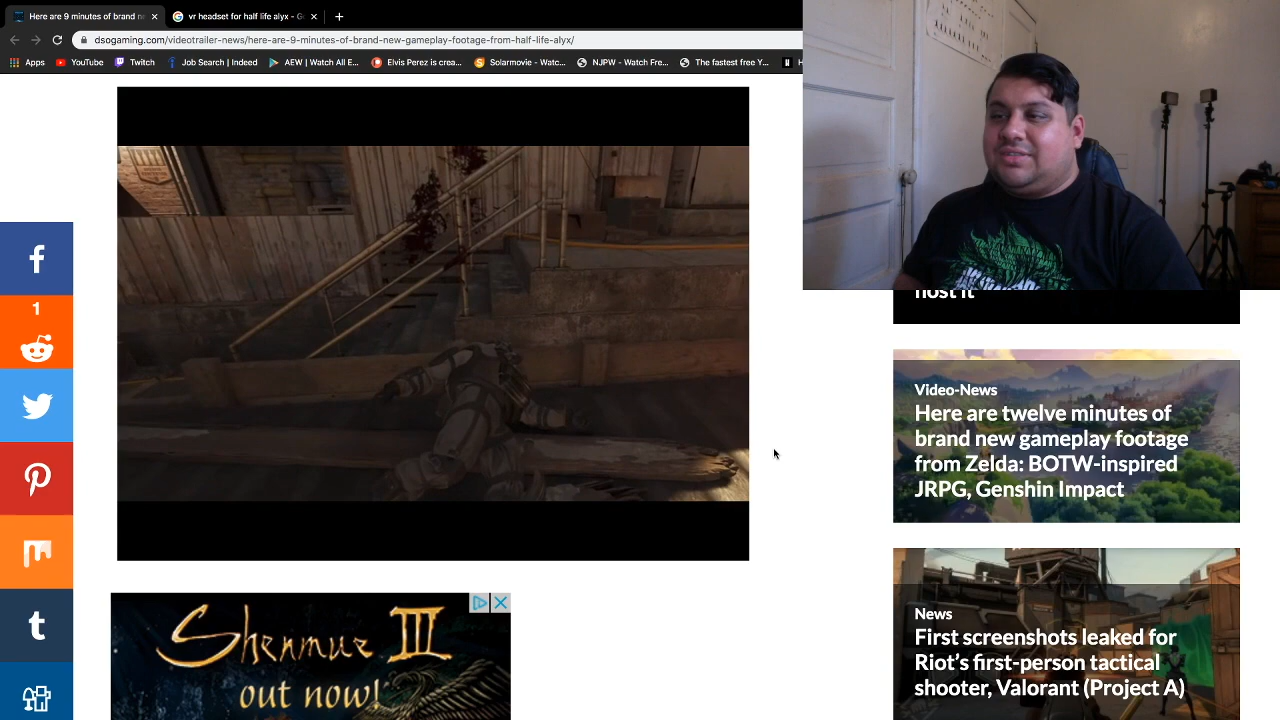 Here are 9 minutes of brand n
vr headset for half life alyx - G
dsogaming.com/videotrailer-news/here-are-9-minutes-of-brand-new-gameplay-footage-from-half-life-alyx/
Apps YouTube Twitch Job Search | Indeed AEW | Watch All E... Elvis Perez is crea... Solarmovie - Watc... NJPW - Watch Fre... The fastest free Y...
host it
1
Video-News
Here are twelve minutes of
brand new gameplay footage
from Zelda: BOTW-inspired
JRPG, Genshin Impact
Shenmue III
out now!
News
First screenshots leaked for
Riot's first-person tactical
shooter, Valorant (Project A)